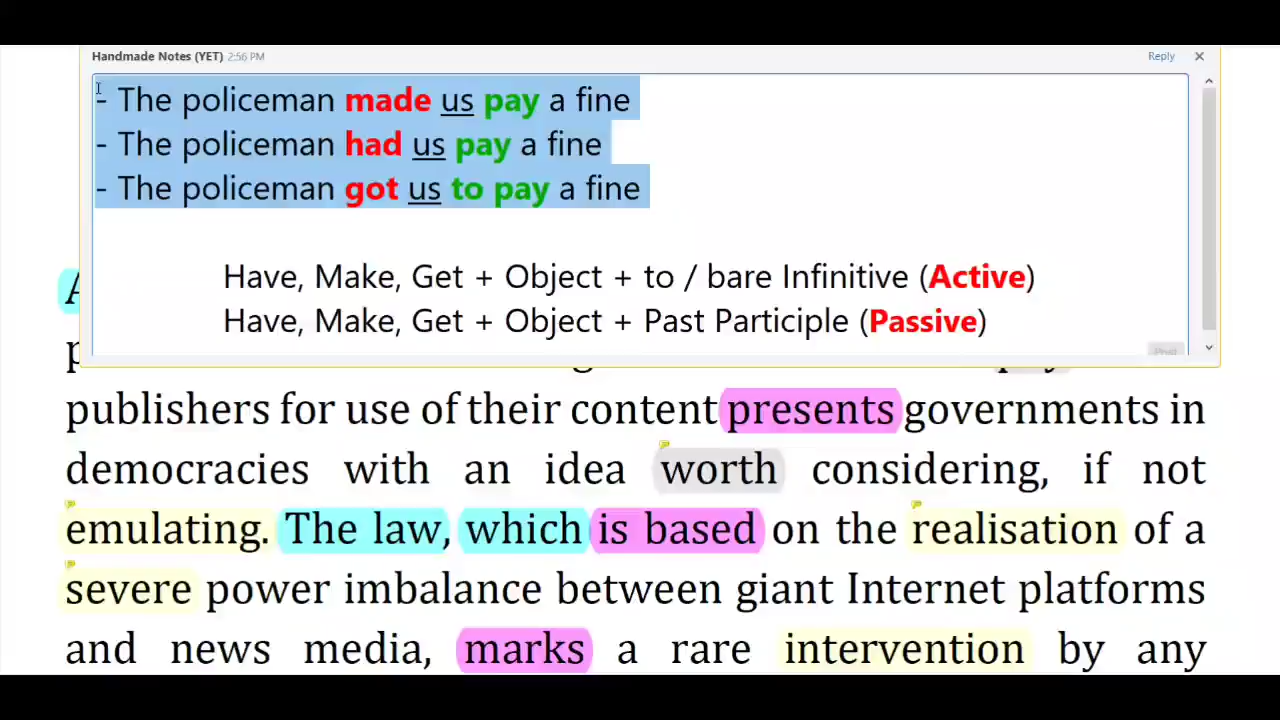 Handmade Notes (YET) 2:56 PM
Reply
- The policeman made us pay a fine
- The policeman had us pay a fine
- The policeman got us to pay a fine
Have, Make, Get + Object + to / bare Infinitive (Active)
Have, Make, Get + Object + Past Participle (Passive)
Post
publishers for use of their content presents governments in
democracies with an idea worth considering, if not
emulating. The law, which is based on the realisation of a
severe power imbalance between giant Internet platforms
and news media, marks a rare intervention by any